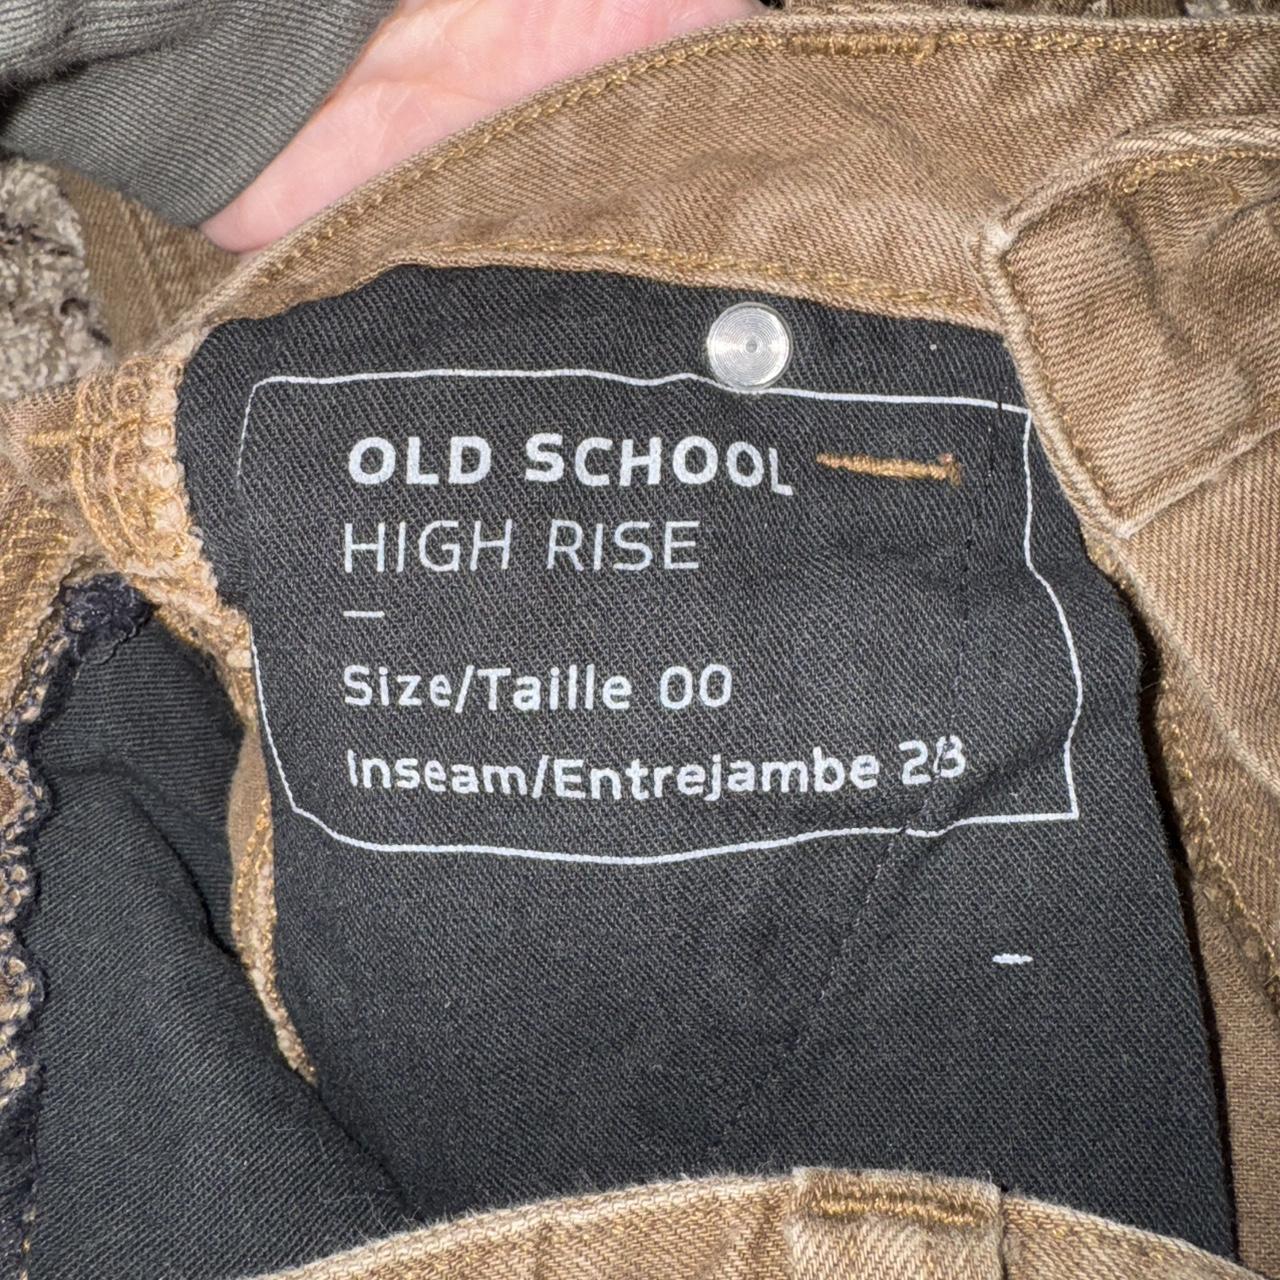 OLD SCHOOL
HIGH RISE
—
Size/Taille 00
Inseam/Entrejambe 28